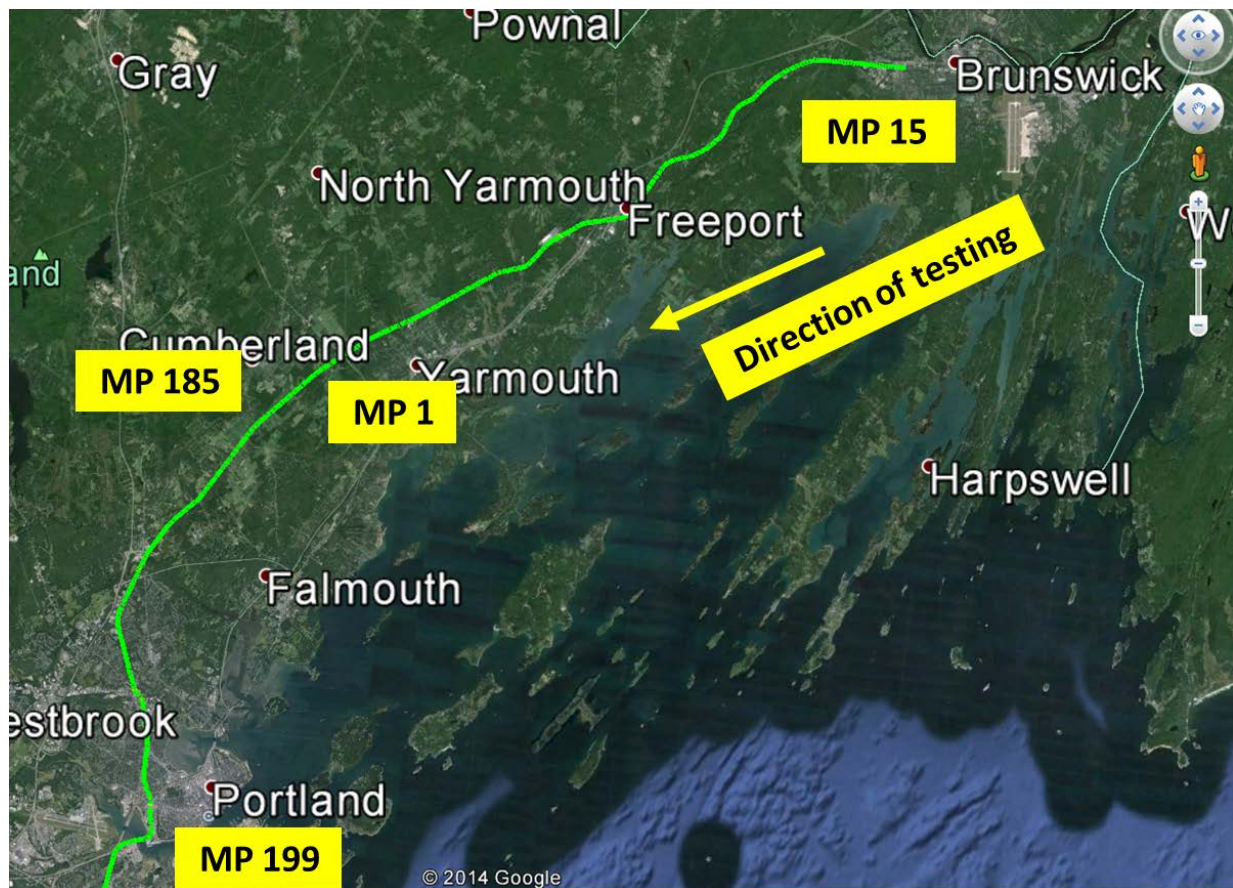 Pownal
Gray
Brunswick
MP 15
North Yarmouth
Freeport
W
and
Direction of testing
Cumberland
MP 185
Yarmouth
MP 1
Harpswell
Falmouth
estbrook
Portland
MP 199
© 2014 Google